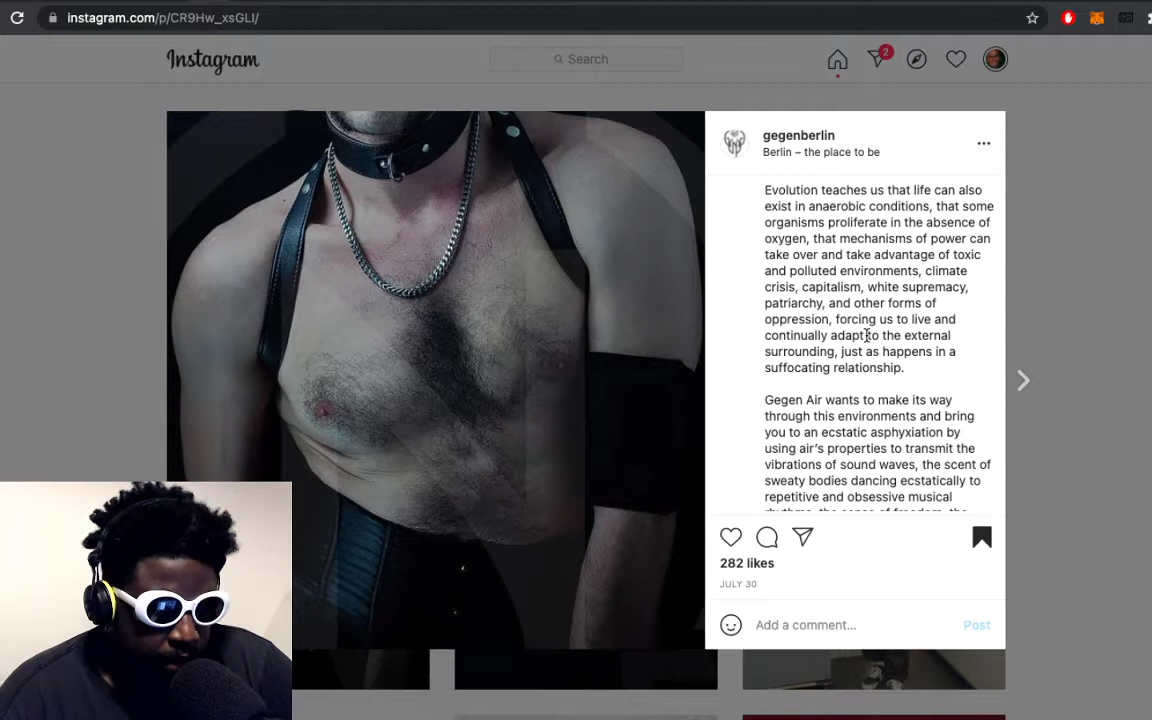 instagram.com/p/CR9Hw_xsGLI/
Instagram
Search
2
gegenberlin
Berlin – the place to be
Evolution teaches us that life can also
exist in anaerobic conditions, that some
organisms proliferate in the absence of
oxygen, that mechanisms of power can
take over and take advantage of toxic
and polluted environments, climate
crisis, capitalism, white supremacy,
patriarchy, and other forms of
oppression, forcing us to live and
continually adapt to the external
surrounding, just as happens in a
suffocating relationship.
Gegen Air wants to make its way
through this environments and bring
you to an ecstatic asphyxiation by
using air’s properties to transmit the
vibrations of sound waves, the scent of
sweaty bodies dancing ecstatically to
repetitive and obsessive musical
rhythms, the sense of freedom, the
282 likes
JULY 30
Add a comment...
Post